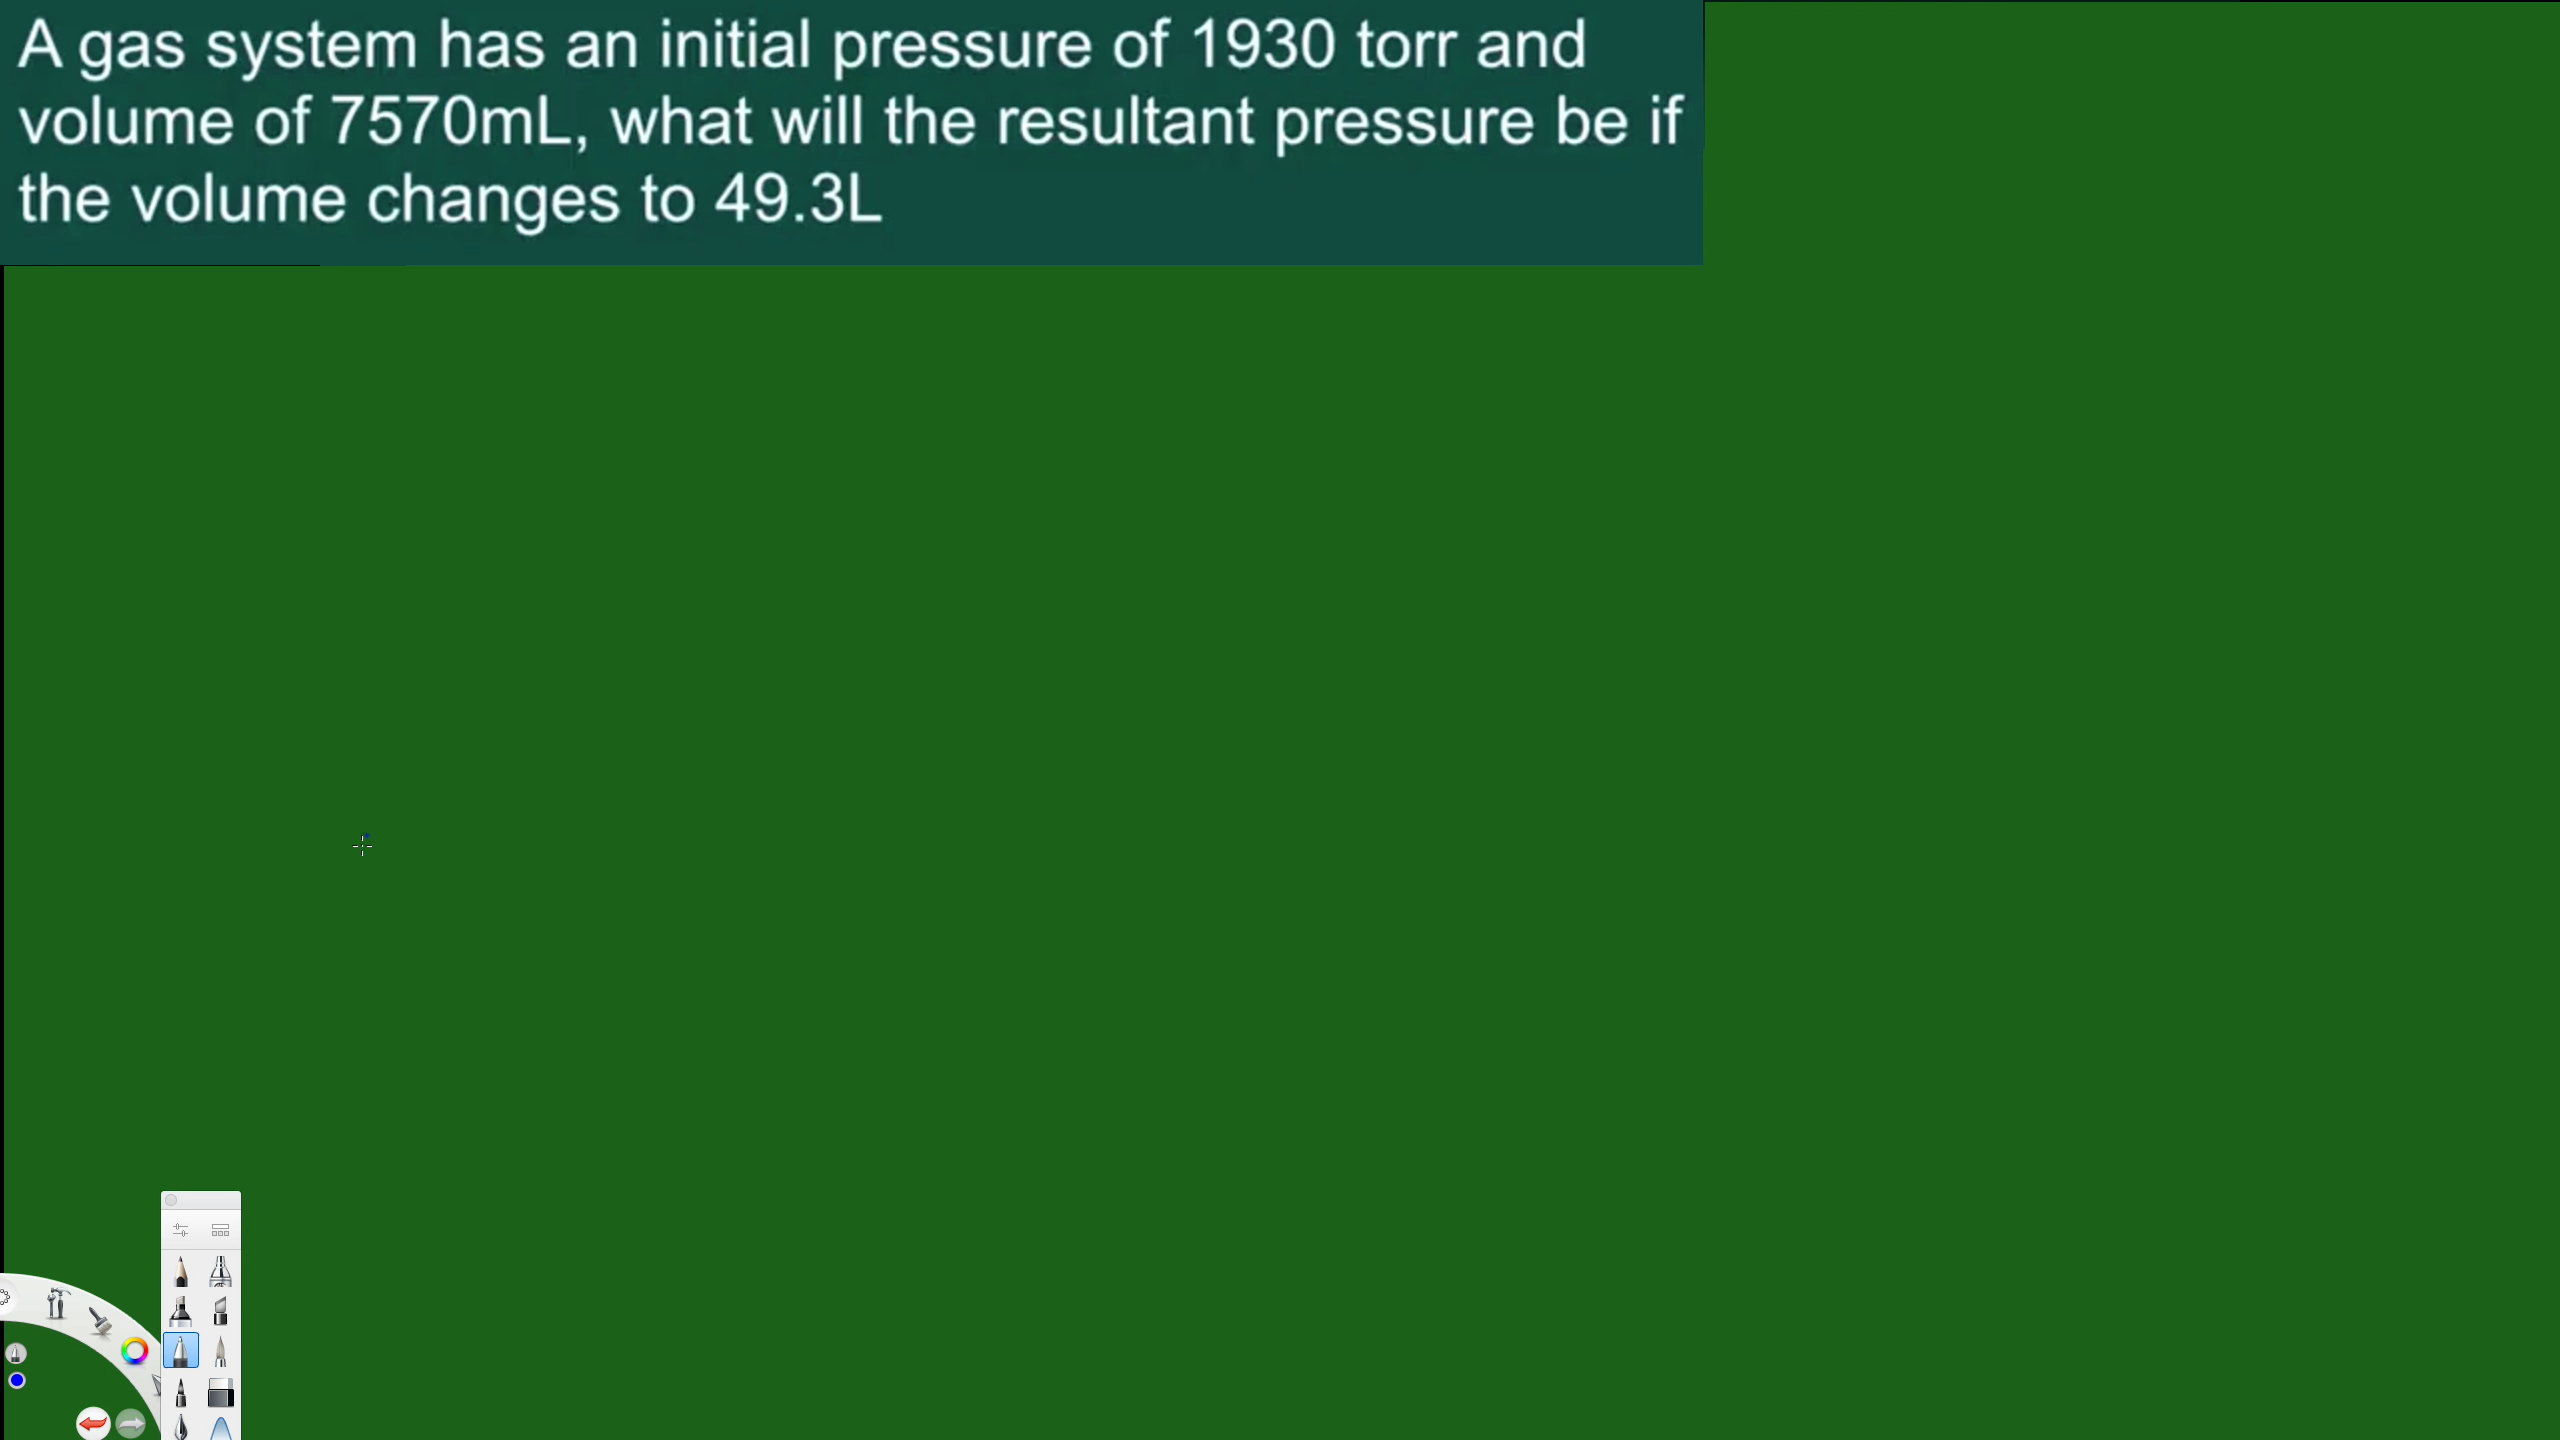 A gas system has an initial pressure of 1930 torr and
volume of 7570mL, what will the resultant pressure be if
the volume changes to 49.3L